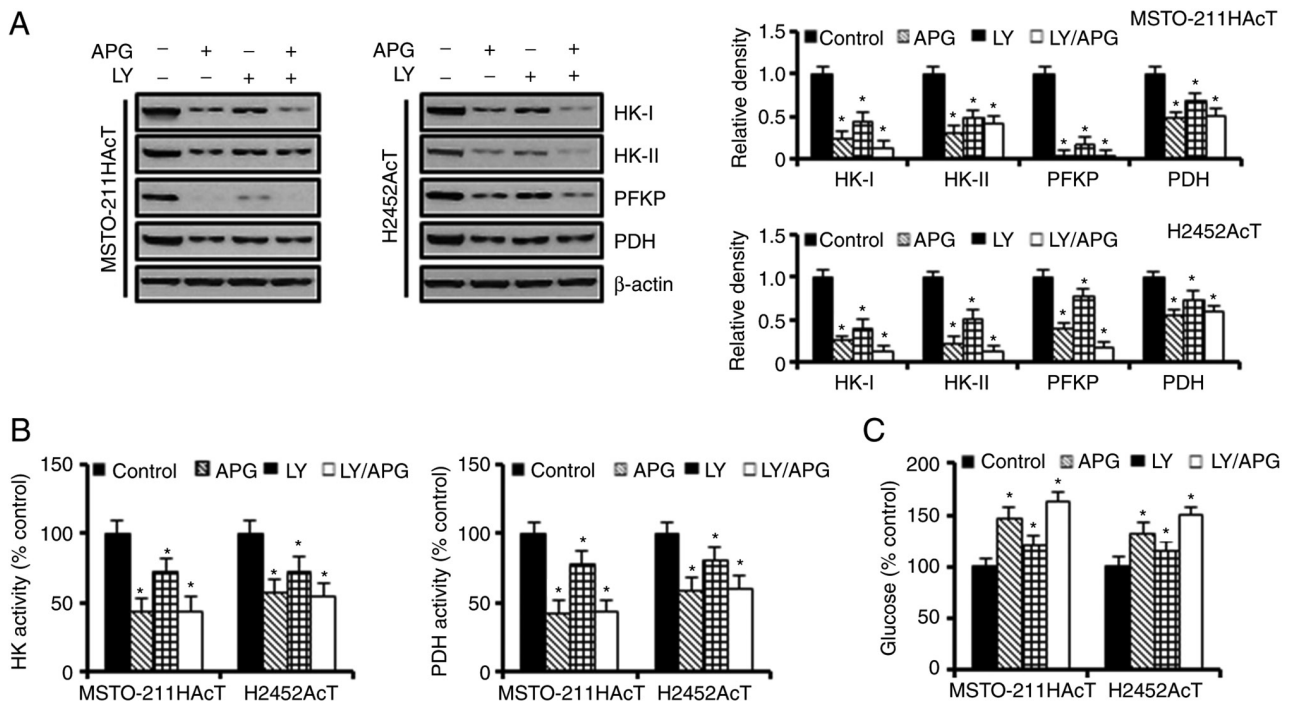 A
APG − + − +
LY − − + +
MSTO-211HAcT
APG − + − +
LY − − + +
H2452AcT
HK-I
HK-II
PFKP
PDH
β-actin
MSTO-211HAcT
Control APG LY LY/APG
Relative density
1.5
1.0
0.5
0
* * * * * * * * * * * *
HK-I HK-II PFKP PDH
H2452AcT
Control APG LY LY/APG
Relative density
1.5
1.0
0.5
0
* * * * * * * * * * * *
HK-I HK-II PFKP PDH
B
Control APG LY LY/APG
HK activity (% control)
150
100
50
0
* * * * * *
MSTO-211HAcT H2452AcT
Control APG LY LY/APG
PDH activity (% control)
150
100
50
0
* * * * * *
MSTO-211HAcT H2452AcT
C
Control APG LY LY/APG
Glucose (% control)
200
150
100
50
0
* * * * * *
MSTO-211HAcT H2452AcT